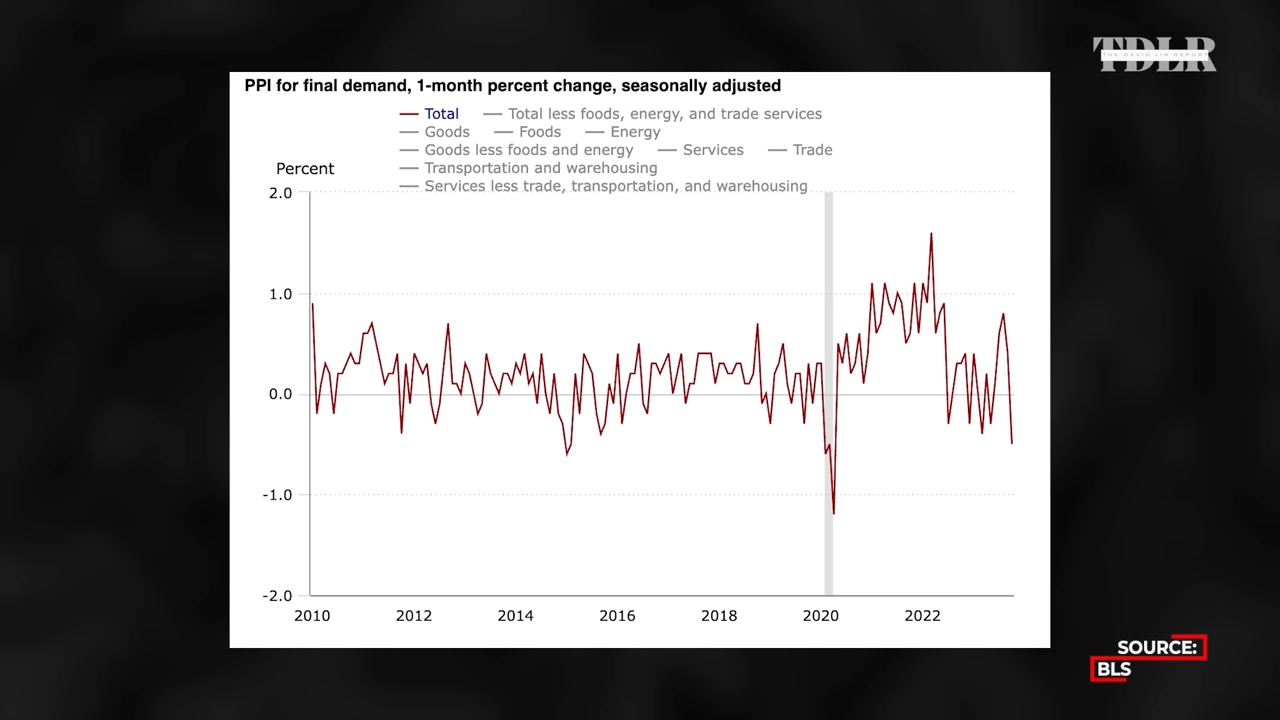 TDLR
THE DAVID LIN REPORT
PPI for final demand, 1-month percent change, seasonally adjusted
Total Total less foods, energy, and trade services
Goods Foods Energy
Goods less foods and energy Services Trade
Transportation and warehousing
Services less trade, transportation, and warehousing
Percent
2.0
1.0
0.0
-1.0
-2.0
2010 2012 2014 2016 2018 2020 2022
SOURCE:
BLS